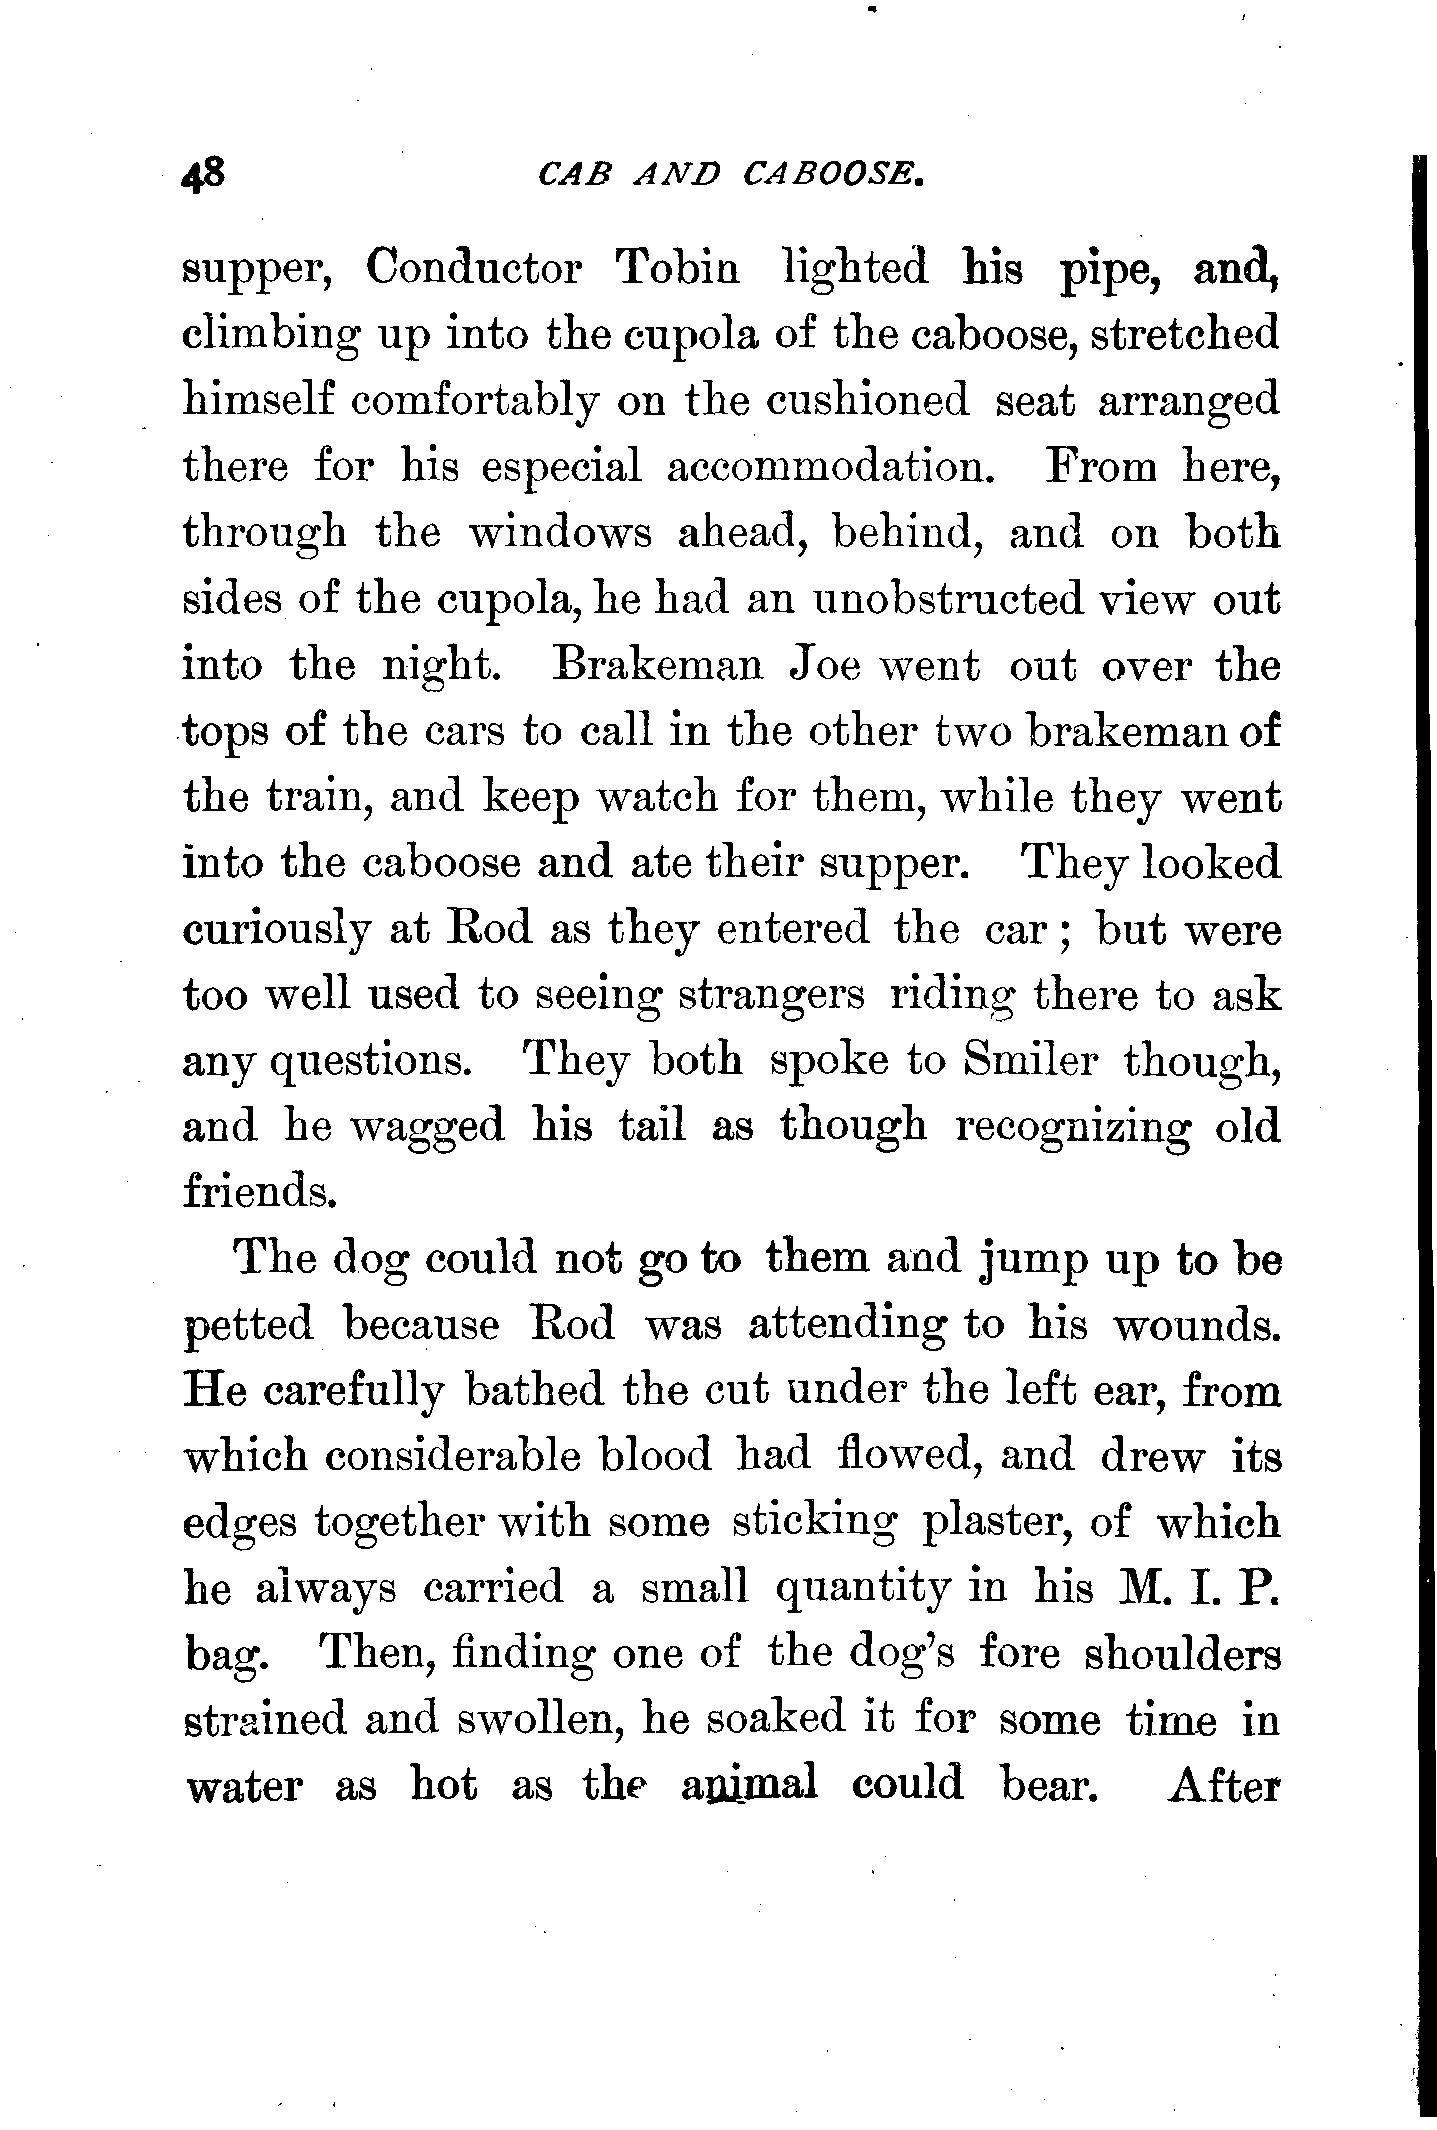 48 CAB AND CABOOSE.
supper, Conductor Tobin lighted his pipe, and,
climbing up into the cupola of the caboose, stretched
himself comfortably on the cushioned seat arranged
there for his especial accommodation. From here,
through the windows ahead, behind, and on both
sides of the cupola, he had an unobstructed view out
into the night. Brakeman Joe went out over the
tops of the cars to call in the other two brakeman of
the train, and keep watch for them, while they went
into the caboose and ate their supper. They looked
curiously at Rod as they entered the car; but were
too well used to seeing strangers riding there to ask
any questions. They both spoke to Smiler though,
and he wagged his tail as though recognizing old
friends.
The dog could not go to them and jump up to be
petted because Rod was attending to his wounds.
He carefully bathed the cut under the left ear, from
which considerable blood had flowed, and drew its
edges together with some sticking plaster, of which
he always carried a small quantity in his M. I. P.
bag. Then, finding one of the dog's fore shoulders
strained and swollen, he soaked it for some time in
water as hot as the animal could bear. After